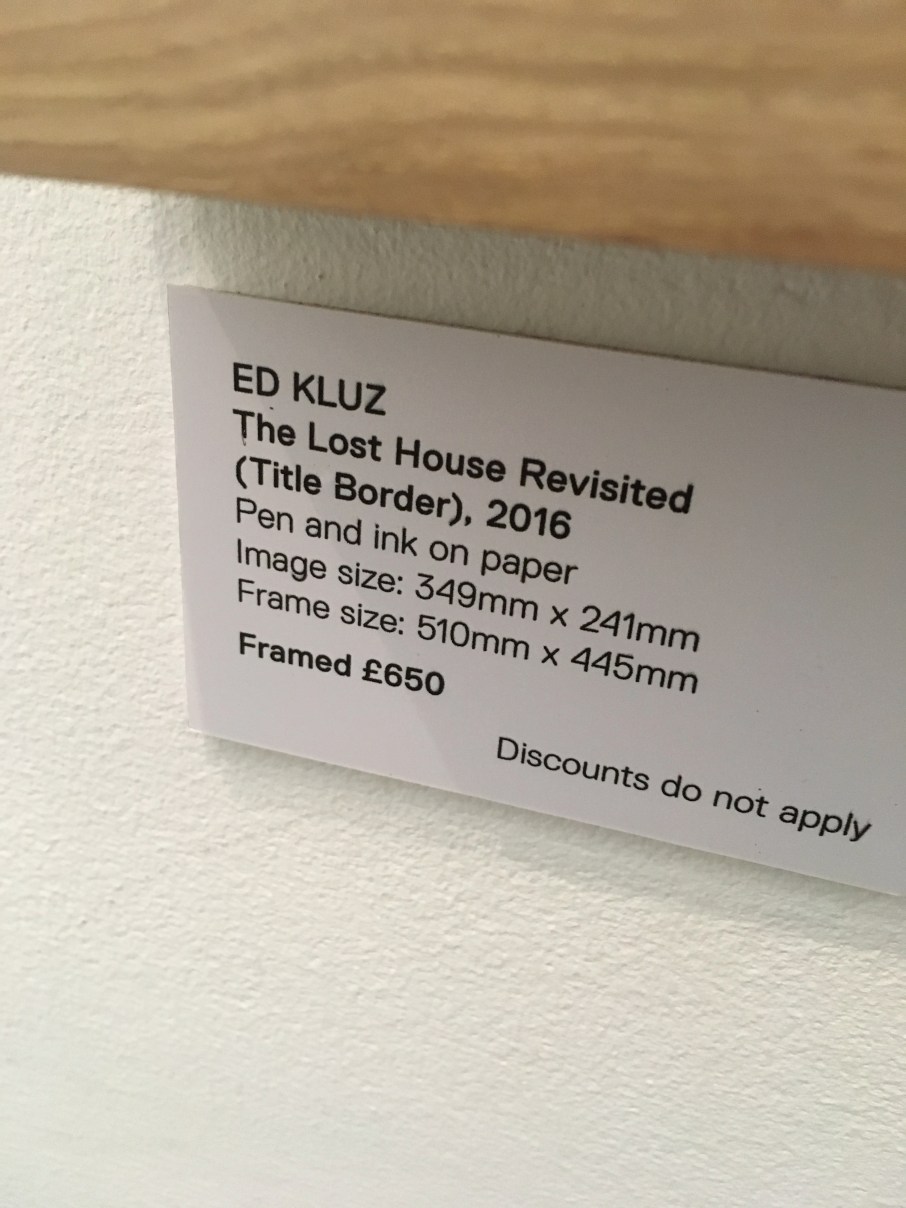 ED KLUZ
The Lost House Revisited
(Title Border), 2016
Pen and ink on paper
Image size: 349mm x 241mm
Frame size: 510mm x 445mm
Framed £650
Discounts do not apply